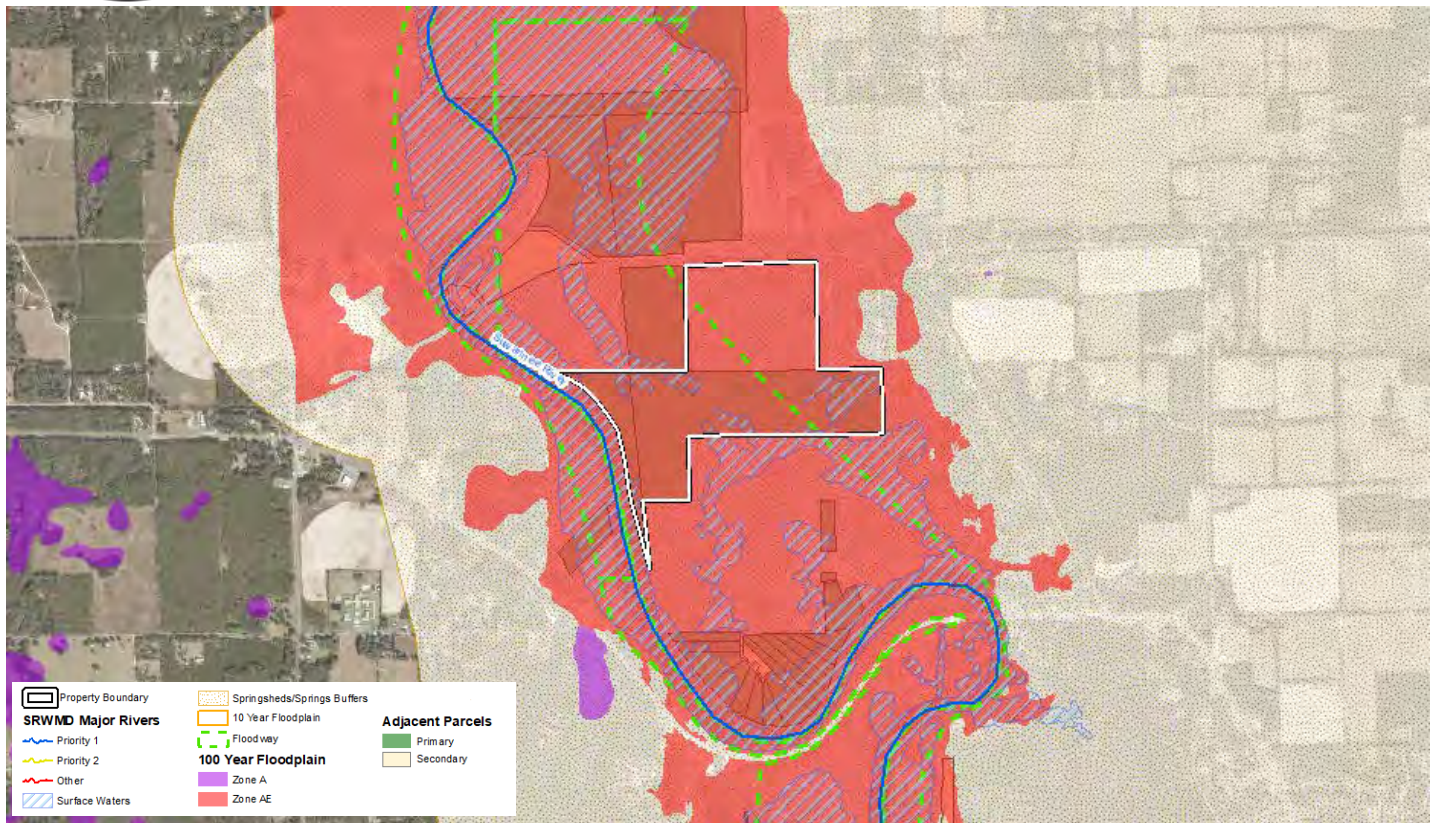 Suwannee River
Property Boundary
SRWMD Major Rivers
Priority 1
Priority 2
Other
Surface Waters
Springsheds/Springs Buffers
10 Year Floodplain
Floodway
100 Year Floodplain
Zone A
Zone AE
Adjacent Parcels
Primary
Secondary